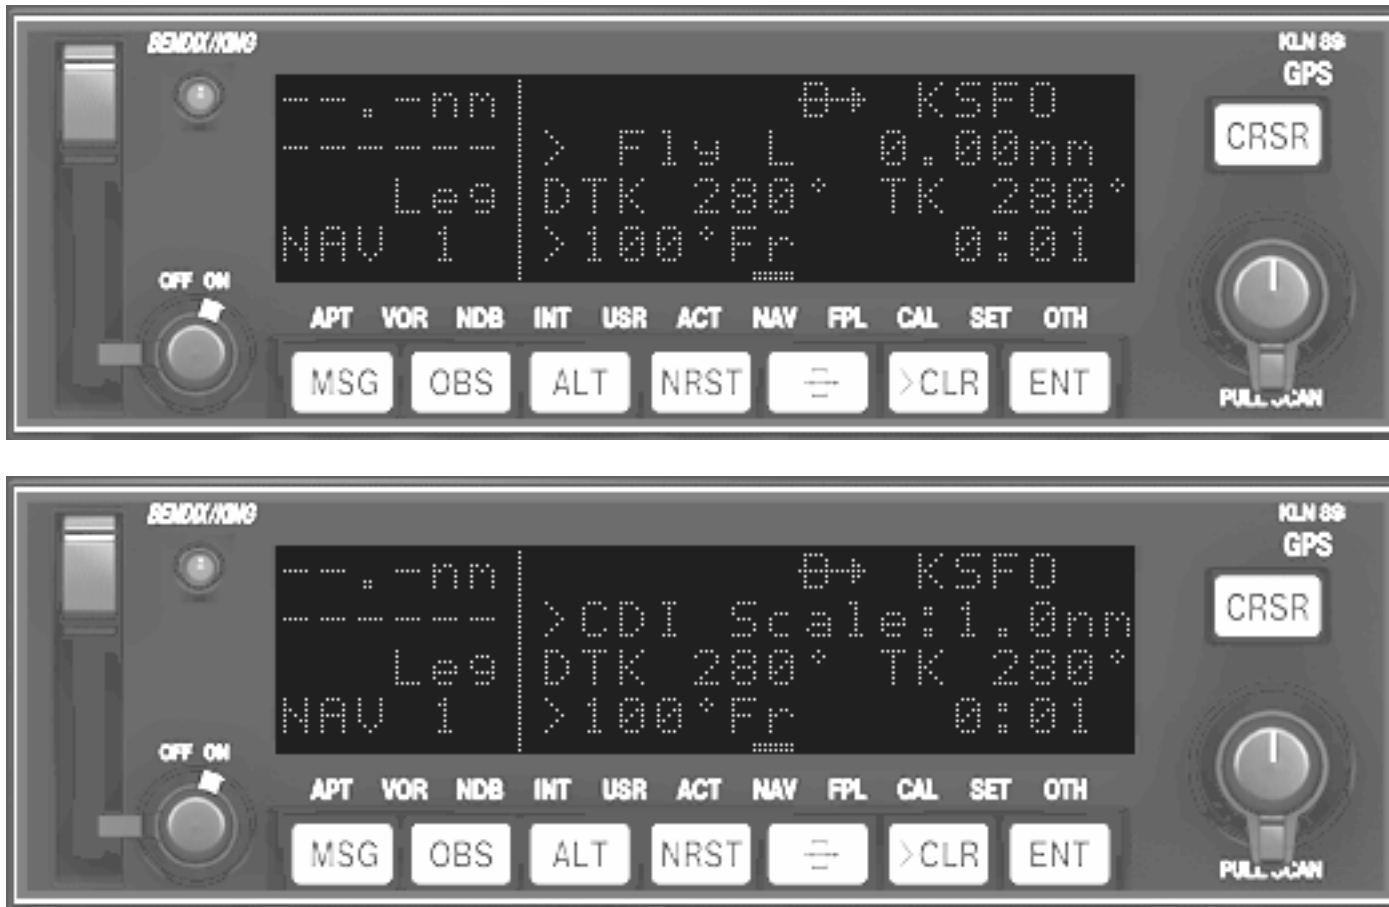 BENDIX/KING
KLN 89
GPS
--.-nm KSFO
------ > Fly L 0.00nm
Leg DTK 280° TK 280°
NAV 1 >100°Fr 0:01
CRSR
OFF ON
APT VOR NDB INT USR ACT NAV FPL CAL SET OTH
MSG OBS ALT NRST >CLR ENT
PULL SCAN
BENDIX/KING
KLN 89
GPS
--.-nm KSFO
------ >CDI Scale:1.0nm
Leg DTK 280° TK 280°
NAV 1 >100°Fr 0:01
CRSR
OFF ON
APT VOR NDB INT USR ACT NAV FPL CAL SET OTH
MSG OBS ALT NRST >CLR ENT
PULL SCAN